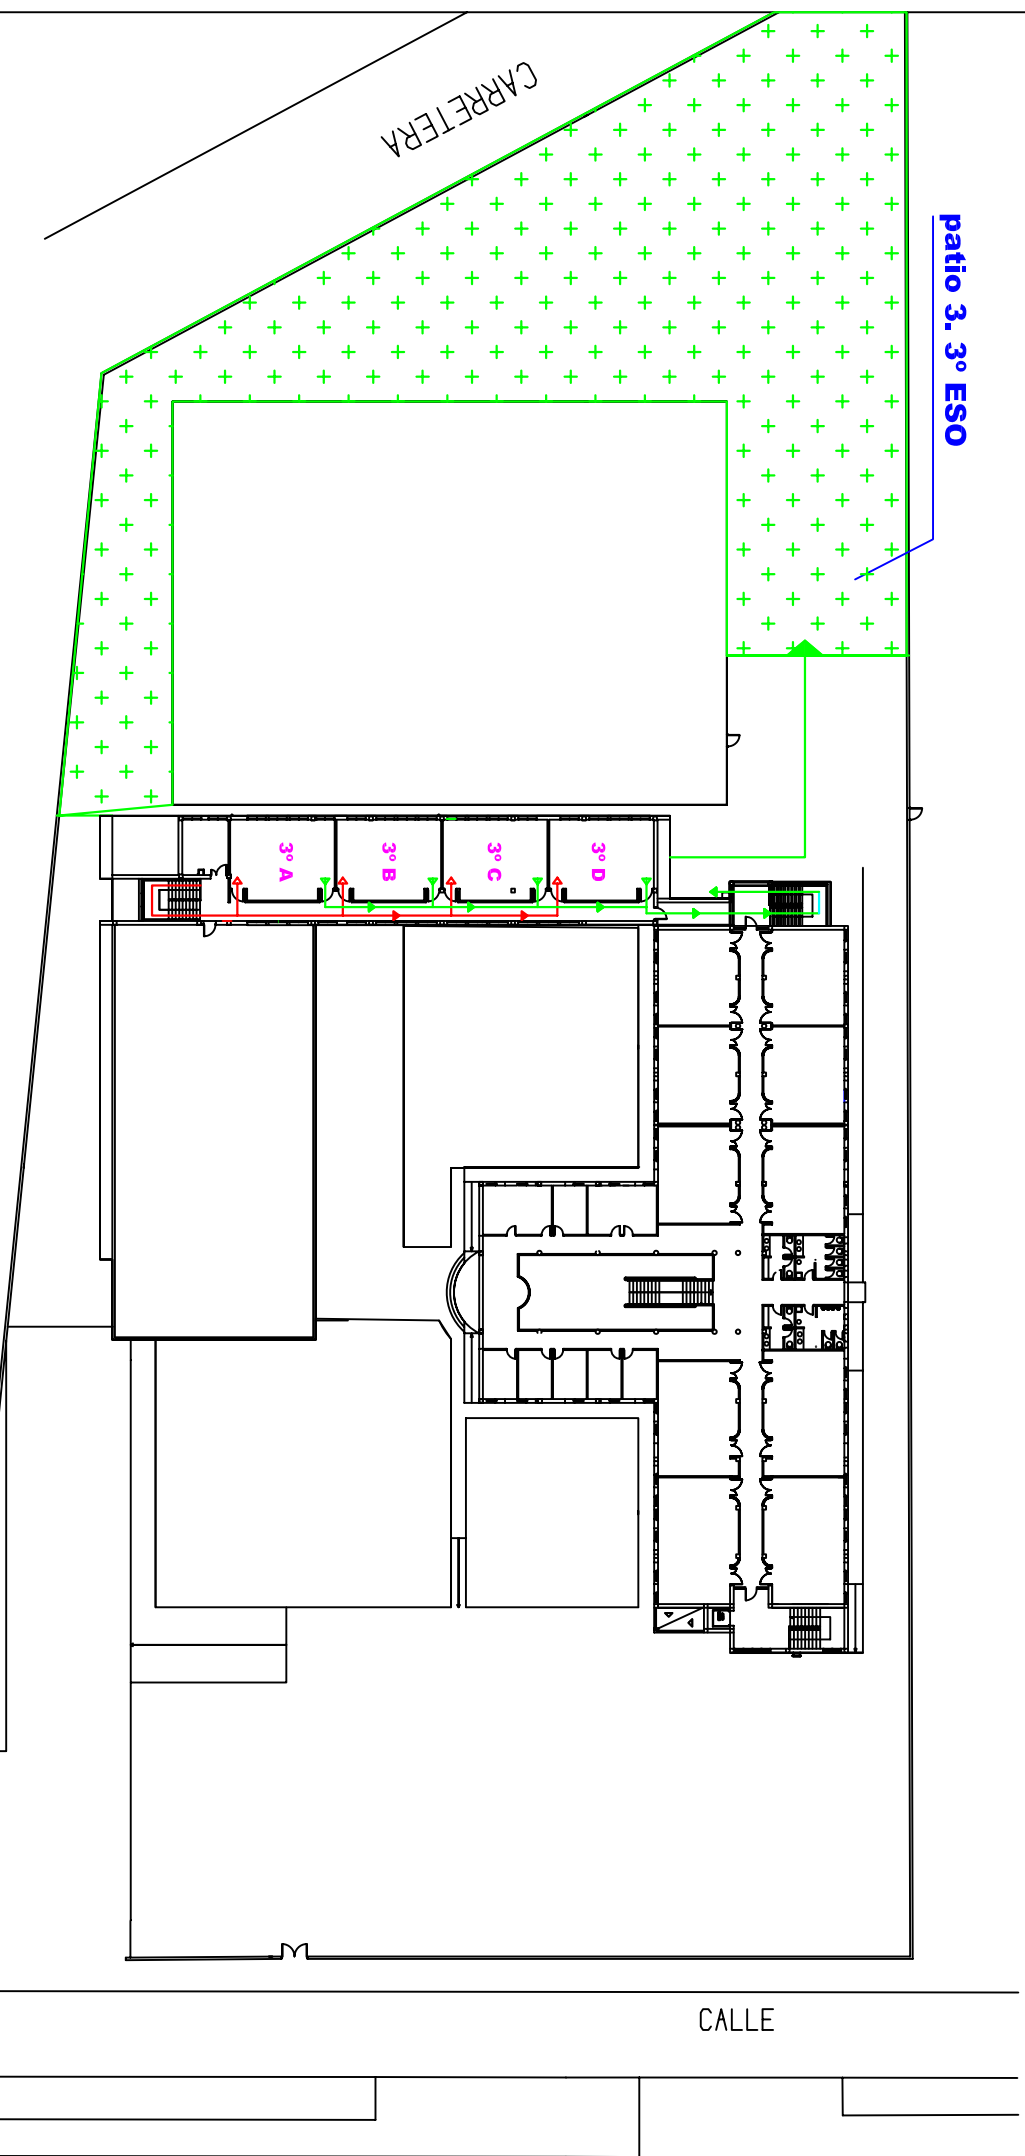 CARRETERA
patio 3. 3º ESO
3º A
3º B
3º C
3º D
CALLE